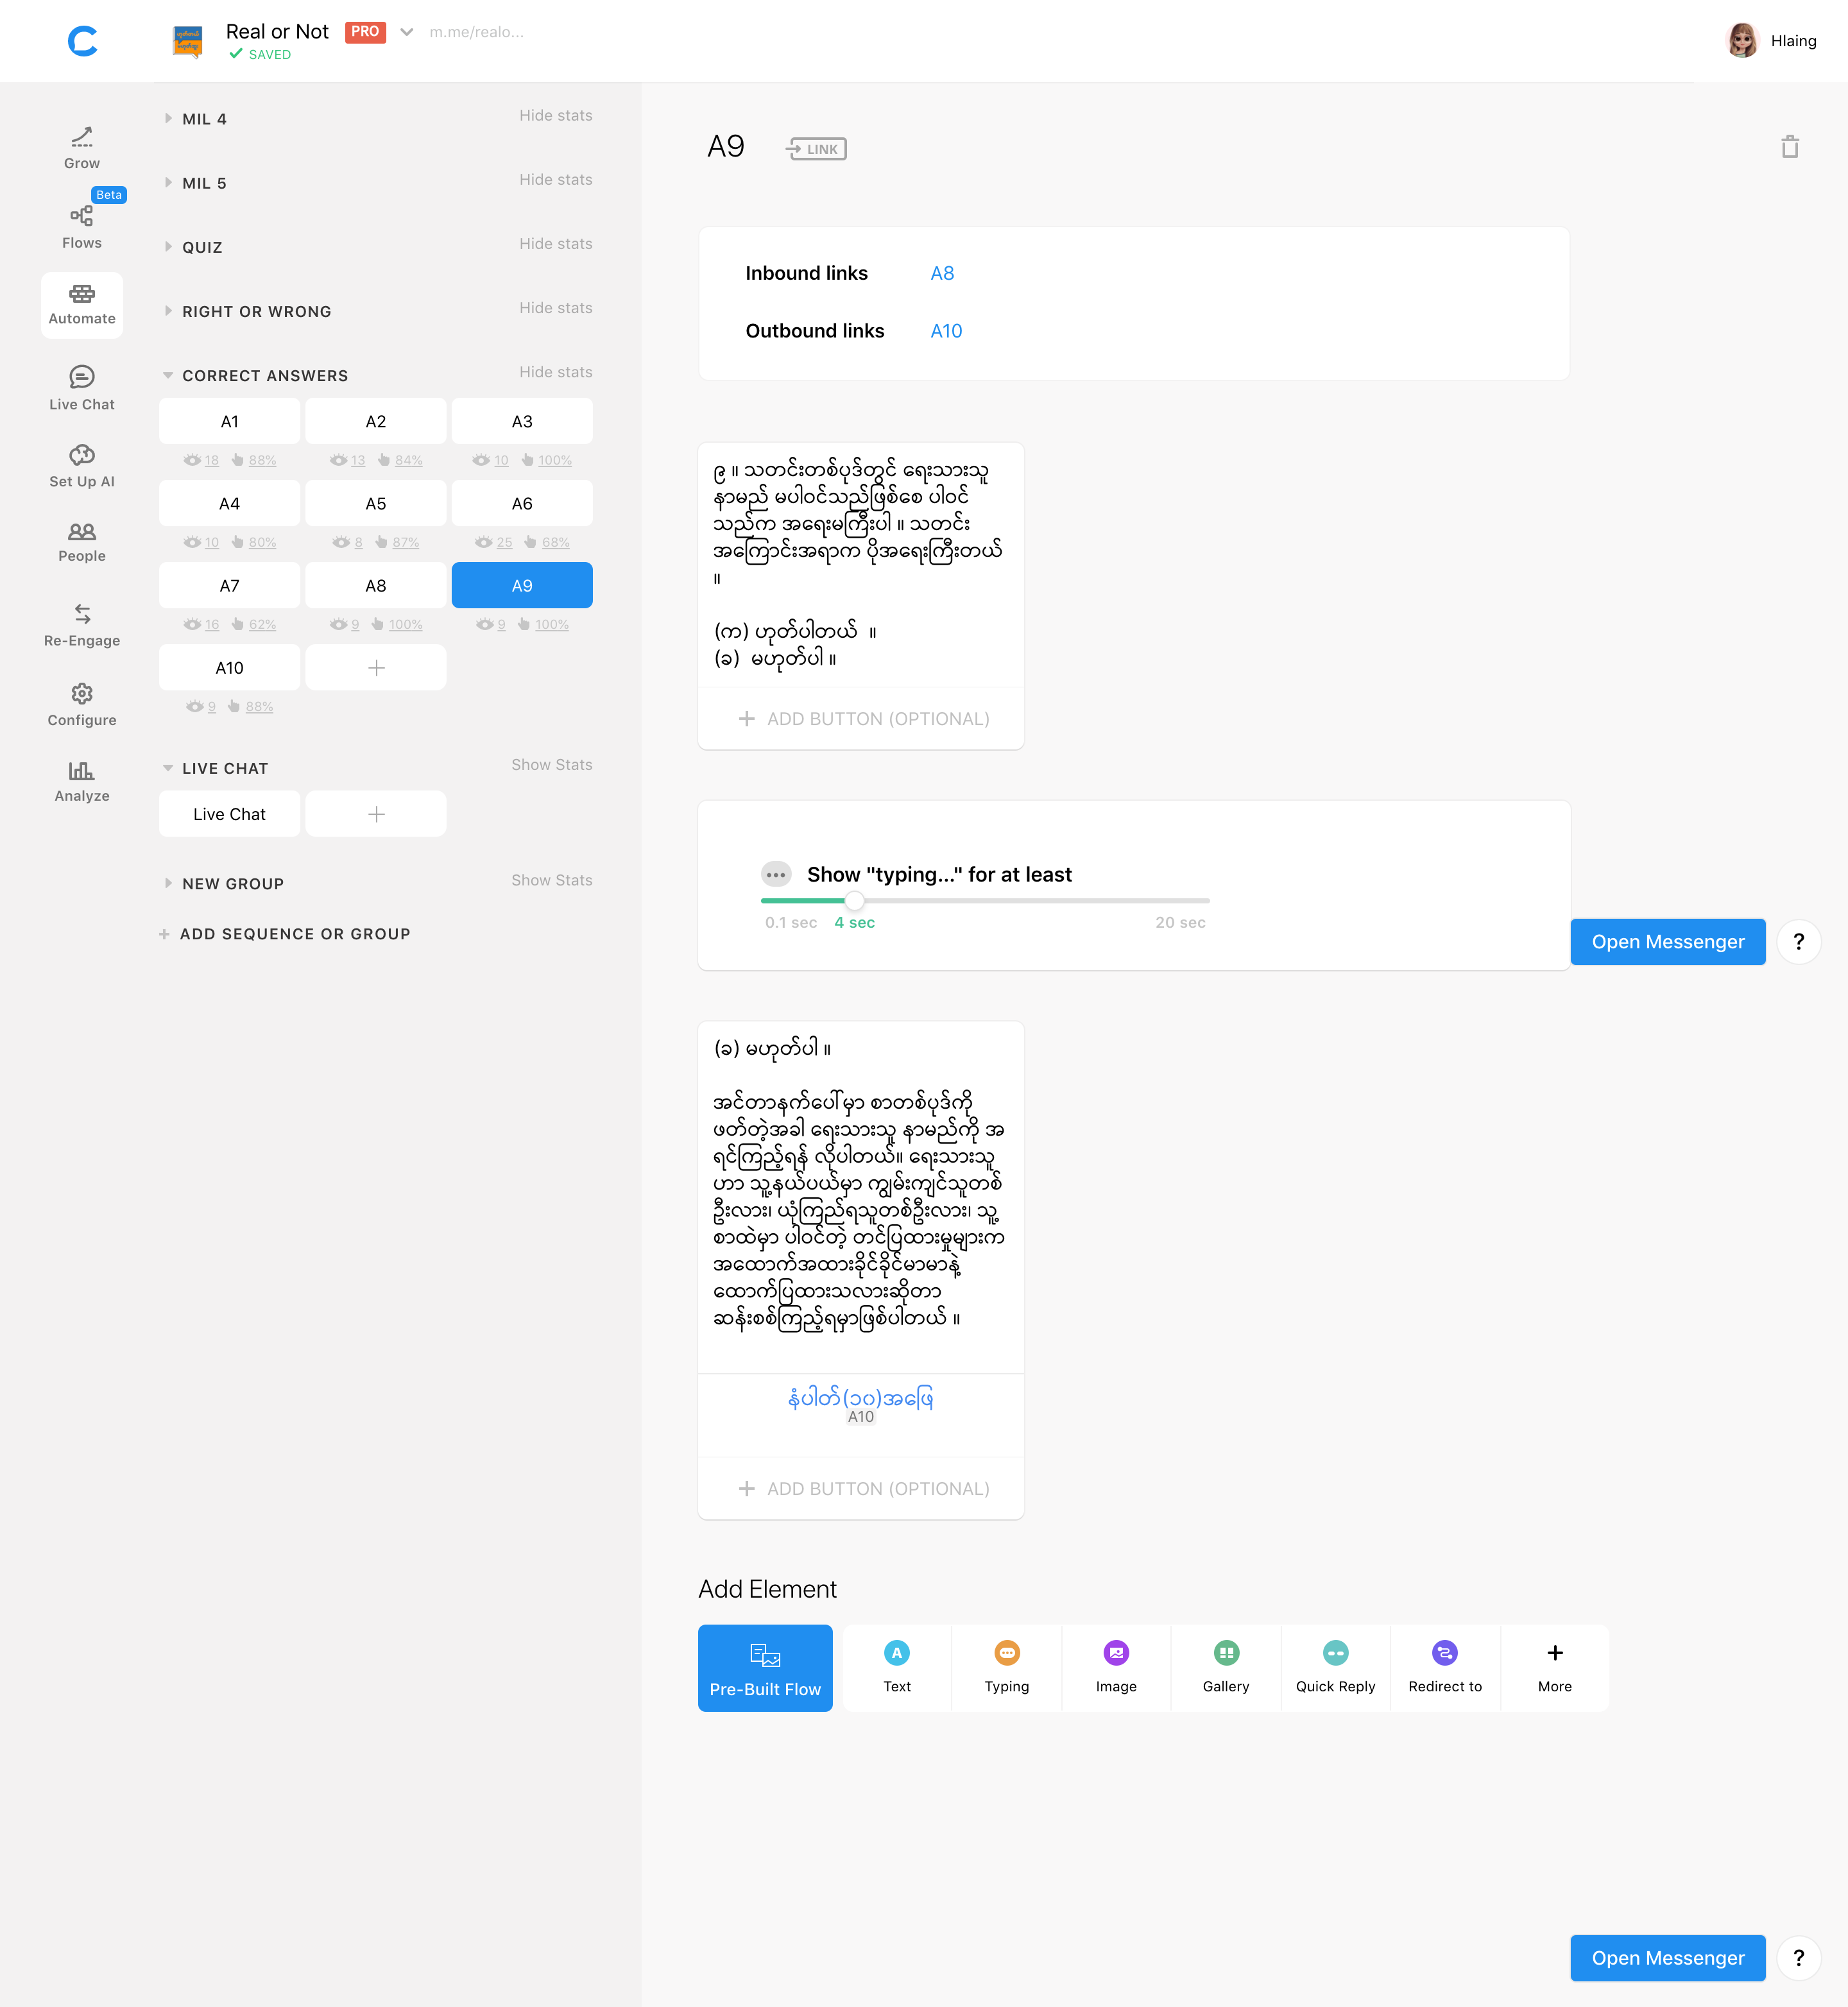 Real or Not PRO m.me/realo...
SAVED
Hlaing
Grow
Beta
Flows
Automate
Live Chat
Set Up AI
People
Re-Engage
Configure
Analyze
MIL 4 Hide stats
MIL 5 Hide stats
QUIZ Hide stats
RIGHT OR WRONG Hide stats
CORRECT ANSWERS Hide stats
A1 A2 A3
18 88% 13 84% 10 100%
A4 A5 A6
10 80% 8 87% 25 68%
A7 A8 A9
16 62% 9 100% 9 100%
A10
9 88%
LIVE CHAT Show Stats
Live Chat
NEW GROUP Show Stats
ADD SEQUENCE OR GROUP
A9 LINK
Inbound links A8
Outbound links A10
၉ ။ သတင်းတစ်ပုဒ်တွင် ရေးသားသူ
နာမည် မပါဝင်သည်ဖြစ်စေ ပါဝင်
သည်က အရေးမကြီးပါ ။ သတင်း
အကြောင်းအရာက ပိုအရေးကြီးတယ်
။
(က) ဟုတ်ပါတယ် ။
(ခ) မဟုတ်ပါ ။
ADD BUTTON (OPTIONAL)
Show "typing..." for at least
0.1 sec 4 sec 20 sec
Open Messenger ?
(ခ) မဟုတ်ပါ ။
အင်တာနက်ပေါ်မှာ စာတစ်ပုဒ်ကို
ဖတ်တဲ့အခါ ရေးသားသူ နာမည်ကို အ
ရင်ကြည့်ရန် လိုပါတယ်။ ရေးသားသူ
ဟာ သူ့နယ်ပယ်မှာ ကျွမ်းကျင်သူတစ်
ဦးလား၊ ယုံကြည်ရသူတစ်ဦးလား၊ သူ့
စာထဲမှာ ပါဝင်တဲ့ တင်ပြထားမှုများက
အထောက်အထားခိုင်ခိုင်မာမာနဲ့
ထောက်ပြထားသလားဆိုတာ
ဆန်းစစ်ကြည့်ရမှာဖြစ်ပါတယ် ။
နံပါတ်(၁၀)အဖြေ
A10
ADD BUTTON (OPTIONAL)
Add Element
Pre-Built Flow Text Typing Image Gallery Quick Reply Redirect to More
Open Messenger ?